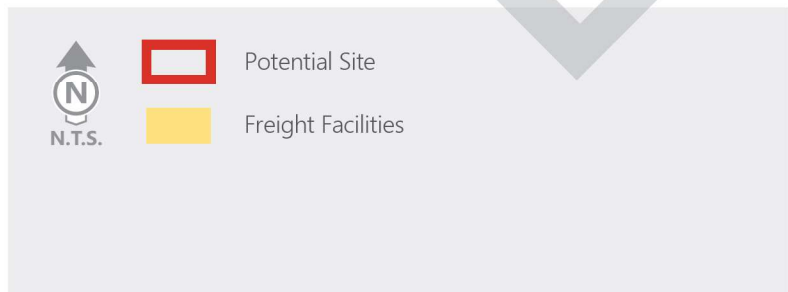 N
N.T.S.
Potential Site
Freight Facilities